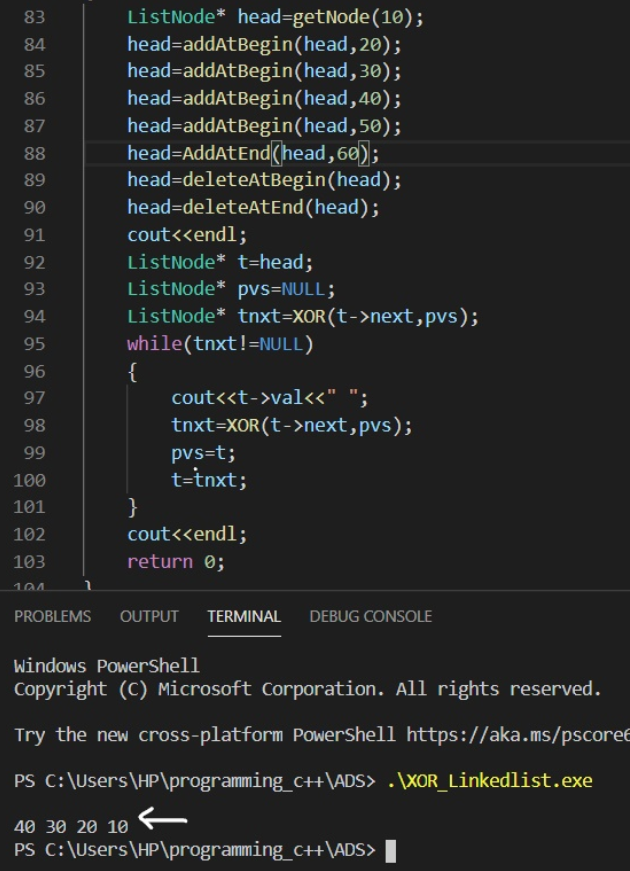 83 ListNode* head=getNode(10);
84 head=addAtBegin(head,20);
85 head=addAtBegin(head,30);
86 head=addAtBegin(head,40);
87 head=addAtBegin(head,50);
88 head=AddAtEnd(head,60);
89 head=deleteAtBegin(head);
90 head=deleteAtEnd(head);
91 cout<<endl;
92 ListNode* t=head;
93 ListNode* pvs=NULL;
94 ListNode* tnxt=XOR(t->next,pvs);
95 while(tnxt!=NULL)
96 {
97 cout<<t->val<<" ";
98 tnxt=XOR(t->next,pvs);
99 pvs=t;
100 t=tnxt;
101 }
102 cout<<endl;
103 return 0;
104 }
PROBLEMS OUTPUT TERMINAL DEBUG CONSOLE
Windows PowerShell
Copyright (C) Microsoft Corporation. All rights reserved.
Try the new cross-platform PowerShell https://aka.ms/pscore6
PS C:\Users\HP\programming_c++\ADS> .\XOR_Linkedlist.exe
40 30 20 10
PS C:\Users\HP\programming_c++\ADS>